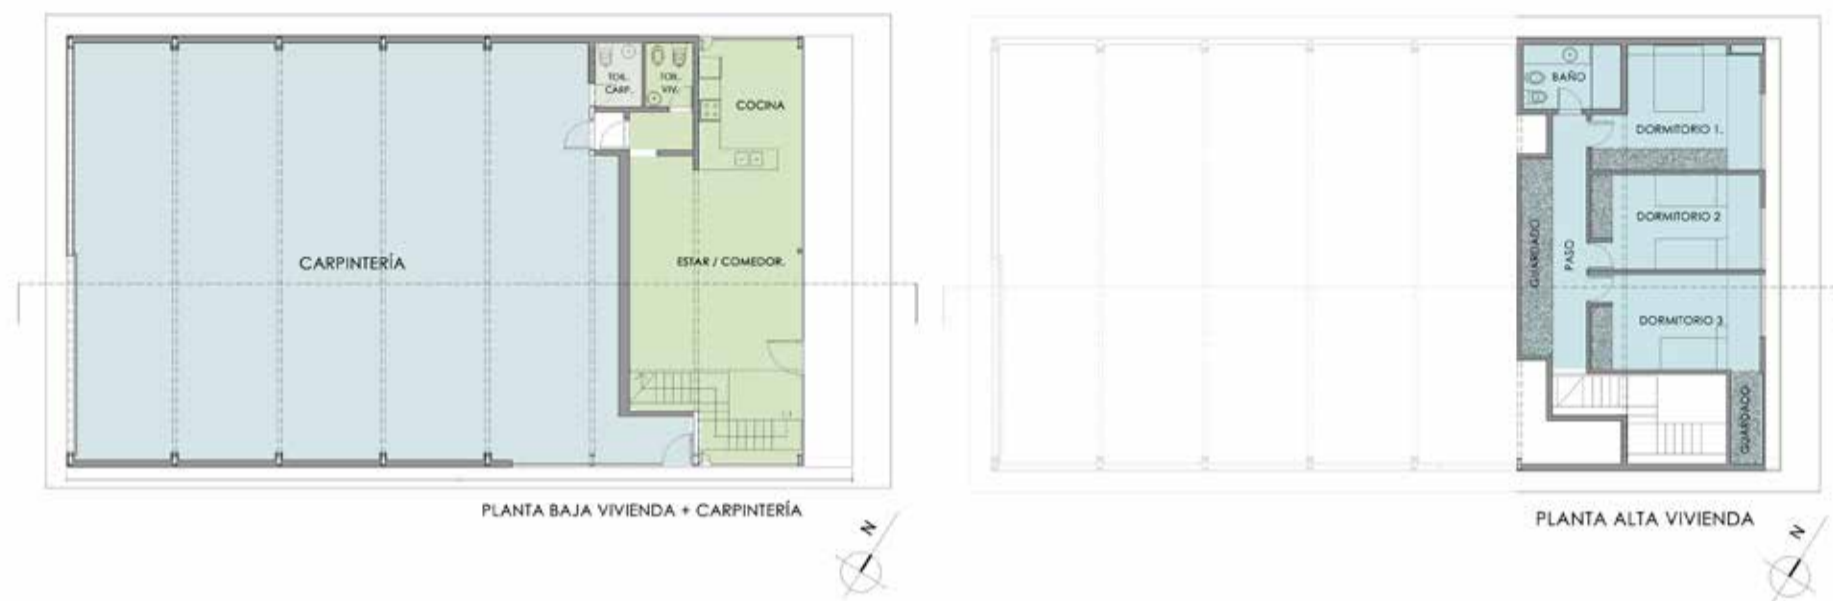 TOIL.
CARP.
TOIL.
VIV.
COCINA
CARPINTERÍA
ESTAR / COMEDOR.
PLANTA BAJA VIVIENDA + CARPINTERÍA
N
BAÑO
DORMITORIO 1.
DORMITORIO 2
GUARDADO
PASO
DORMITORIO 3
GUARDADO
PLANTA ALTA VIVIENDA
N